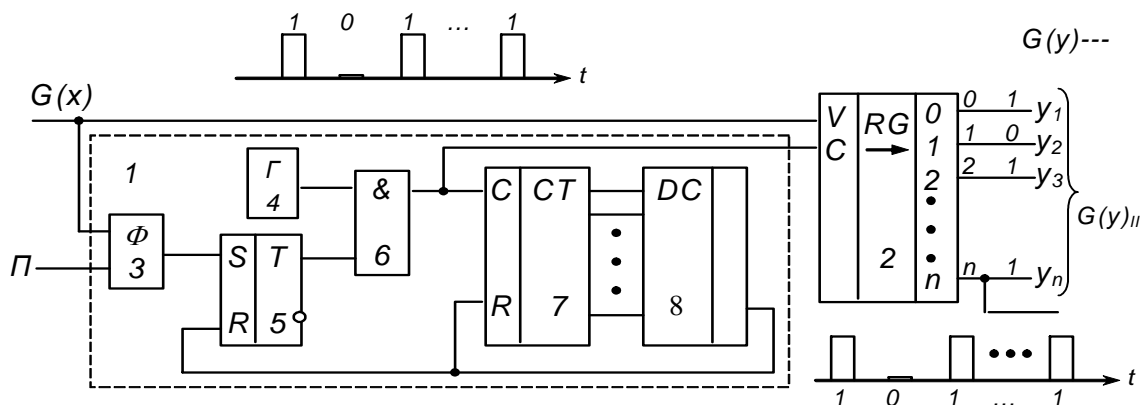 1 0 1 ... 1
t
G(y)---
G(x)
V RG 0 0 1 y1
C 1 1 0 y2
2 2 1 y3
n n 1 yn
2
G(y)II
1
Г
4
&
6
C CT DC
R 7 8
Ф
3
П
S T
R 5
1 0 1 ... 1
t